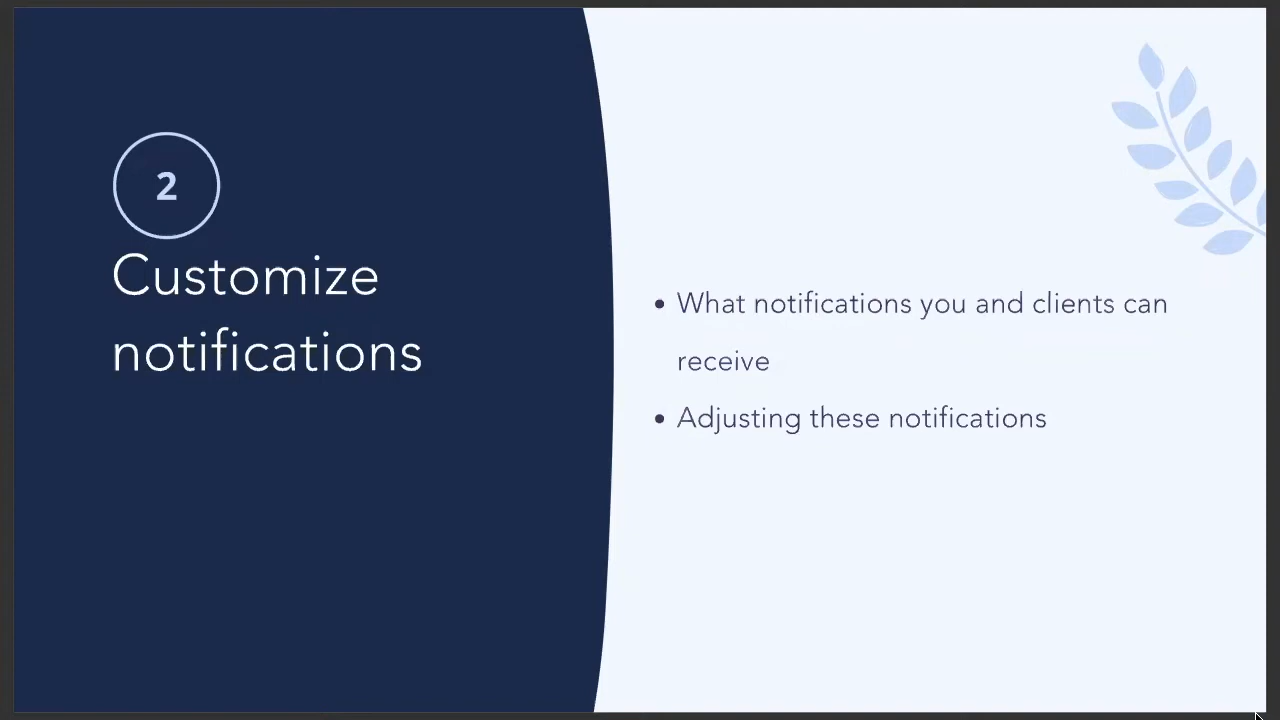 2
Customize
notifications
• What notifications you and clients can
receive
• Adjusting these notifications